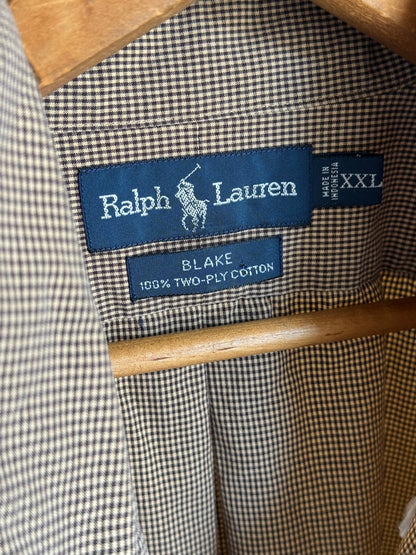 Ralph Lauren
MADE IN
INDONESIA
XXL
BLAKE
100% TWO-PLY COTTON